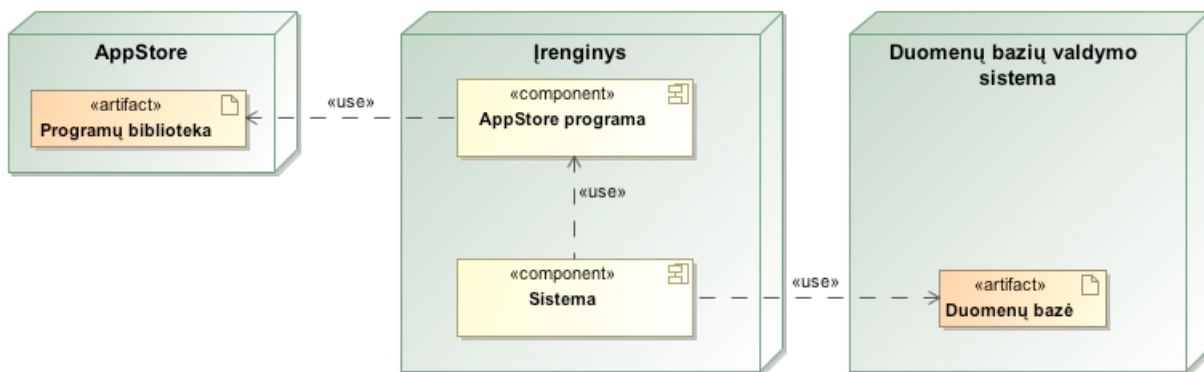 AppStore
«artifact»
Programų biblioteka
«use»
Įrenginys
«component»
AppStore programa
«use»
«component»
Sistema
«use»
Duomenų bazių valdymo
sistema
«artifact»
Duomenų bazė